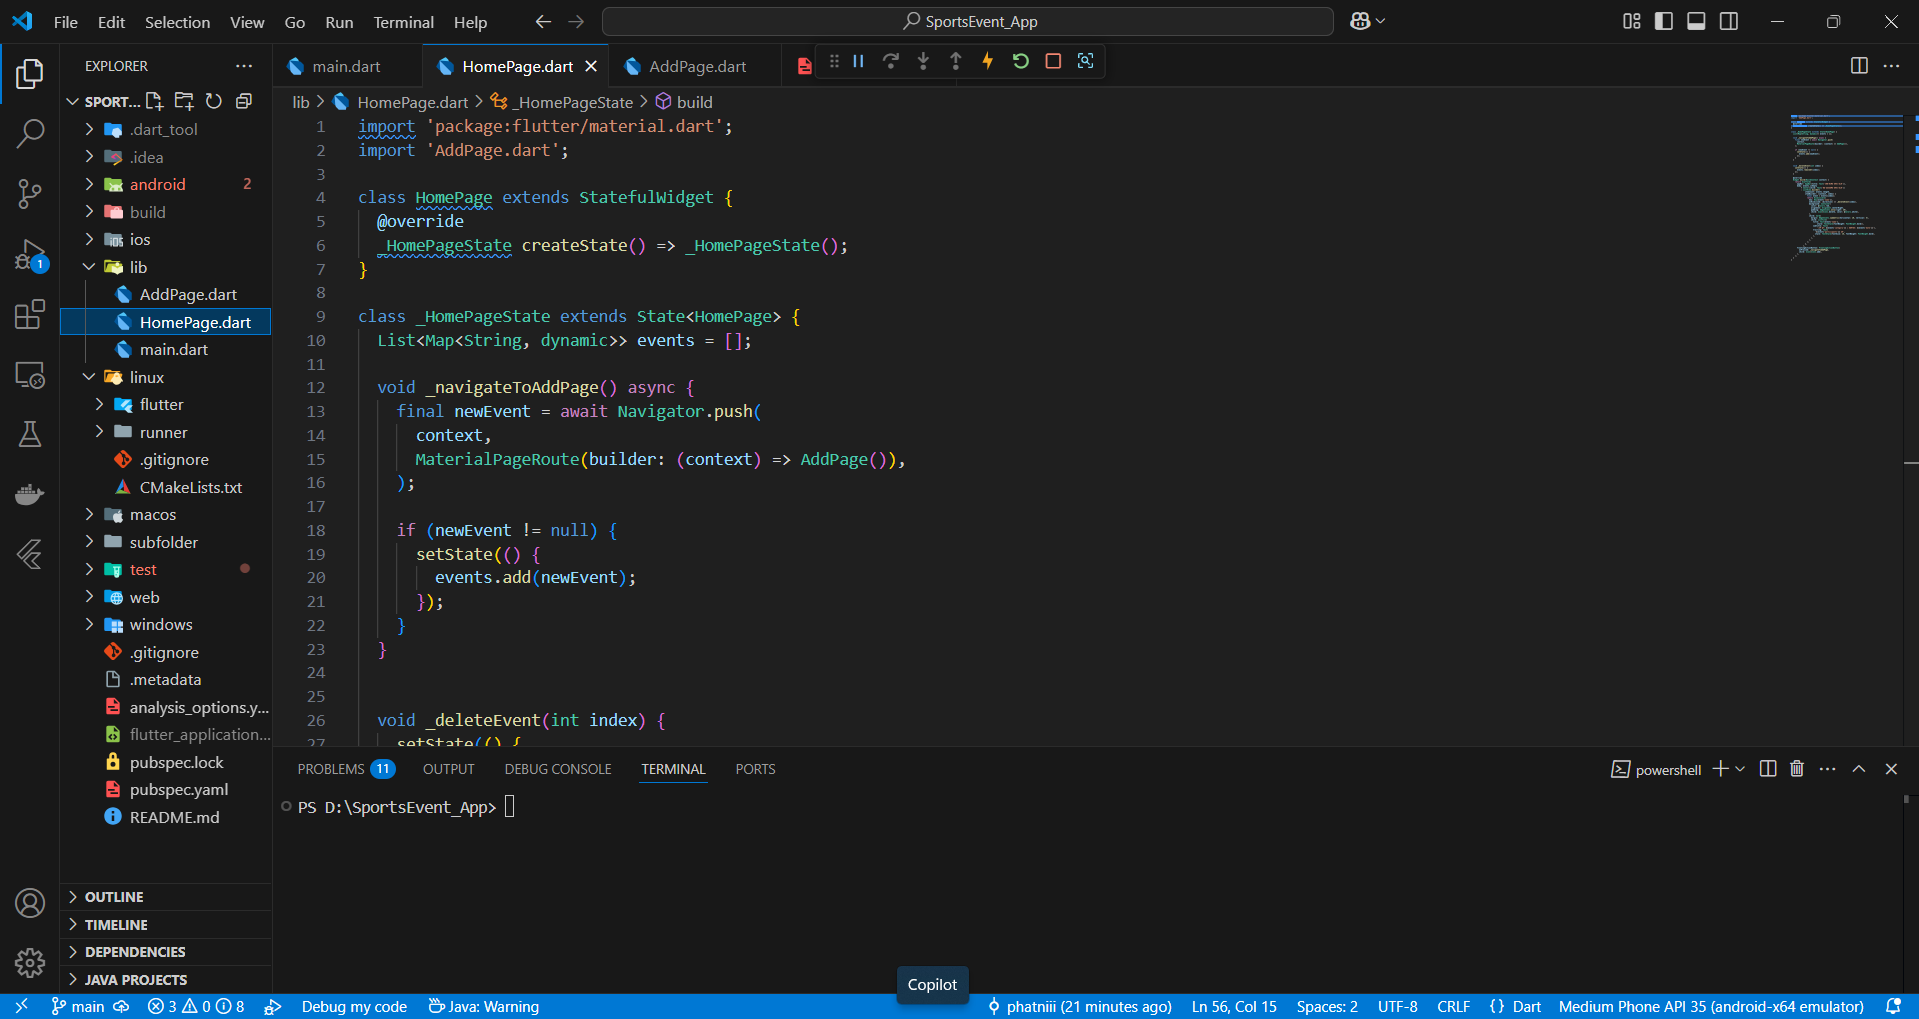 File Edit Selection View Go Run Terminal Help
SportsEvent_App
EXPLORER
main.dart
HomePage.dart
AddPage.dart
SPORT...
lib > HomePage.dart > _HomePageState > build
.dart_tool
.idea
android 2
build
ios
lib
AddPage.dart
HomePage.dart
main.dart
linux
flutter
runner
.gitignore
CMakeLists.txt
macos
subfolder
test
web
windows
.gitignore
.metadata
analysis_options.y...
flutter_application...
pubspec.lock
pubspec.yaml
README.md
OUTLINE
TIMELINE
DEPENDENCIES
JAVA PROJECTS
1
1 import 'package:flutter/material.dart';
2 import 'AddPage.dart';
3
4 class HomePage extends StatefulWidget {
5 @override
6 _HomePageState createState() => _HomePageState();
7 }
8
9 class _HomePageState extends State<HomePage> {
10 List<Map<String, dynamic>> events = [];
11
12 void _navigateToAddPage() async {
13 final newEvent = await Navigator.push(
14 context,
15 MaterialPageRoute(builder: (context) => AddPage()),
16 );
17
18 if (newEvent != null) {
19 setState(() {
20 events.add(newEvent);
21 });
22 }
23 }
24
25
26 void _deleteEvent(int index) {
27 setState(() {
PROBLEMS 11 OUTPUT DEBUG CONSOLE TERMINAL PORTS
powershell
PS D:\SportsEvent_App>
Copilot
main 3 0 8 Debug my code Java: Warning phatniii (21 minutes ago) Ln 56, Col 15 Spaces: 2 UTF-8 CRLF {} Dart Medium Phone API 35 (android-x64 emulator)